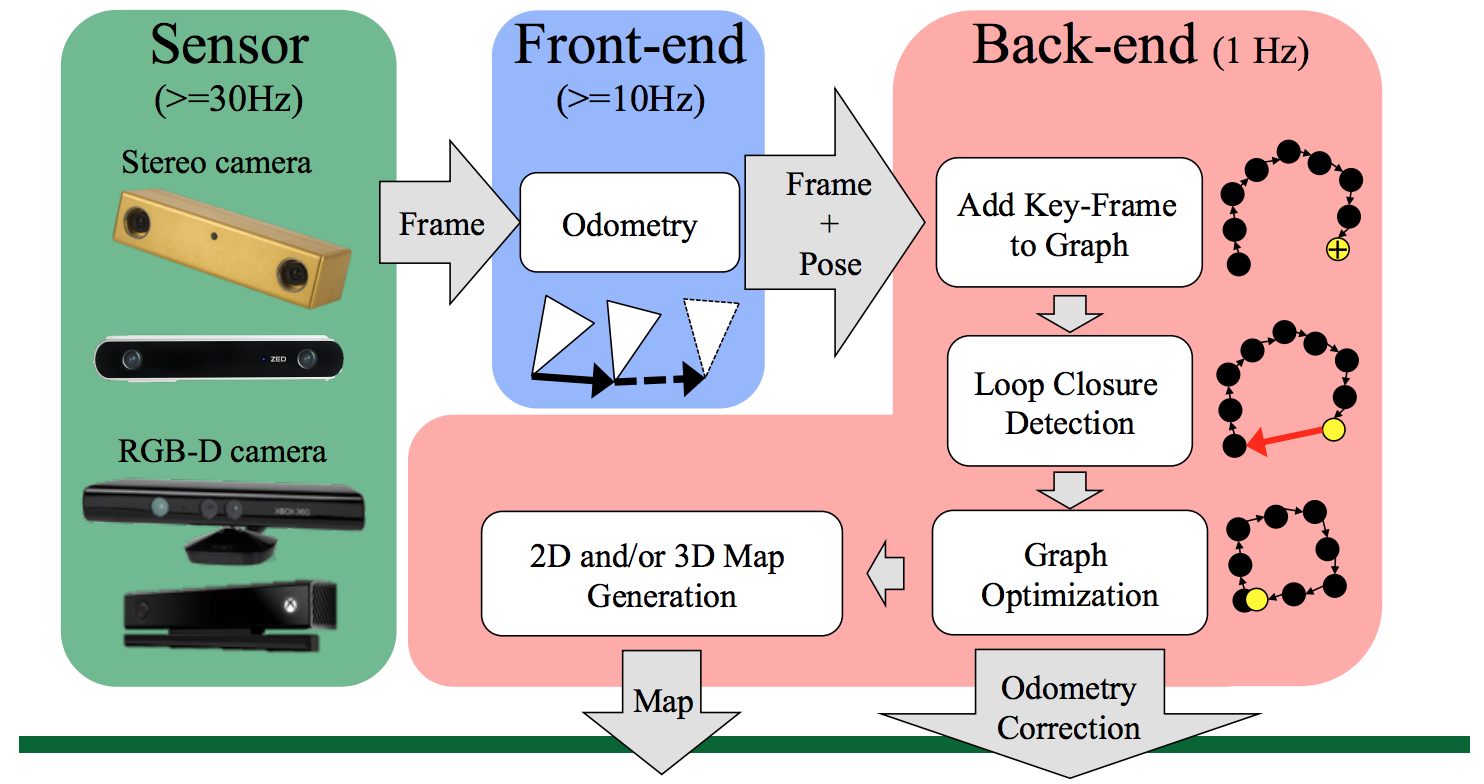 Sensor
(>=30Hz)
Stereo camera
ZED
RGB-D camera
XBOX 360
Frame
Front-end
(>=10Hz)
Odometry
Frame
+
Pose
Back-end (1 Hz)
Add Key-Frame
to Graph
Loop Closure
Detection
Graph
Optimization
2D and/or 3D Map
Generation
Map
Odometry
Correction